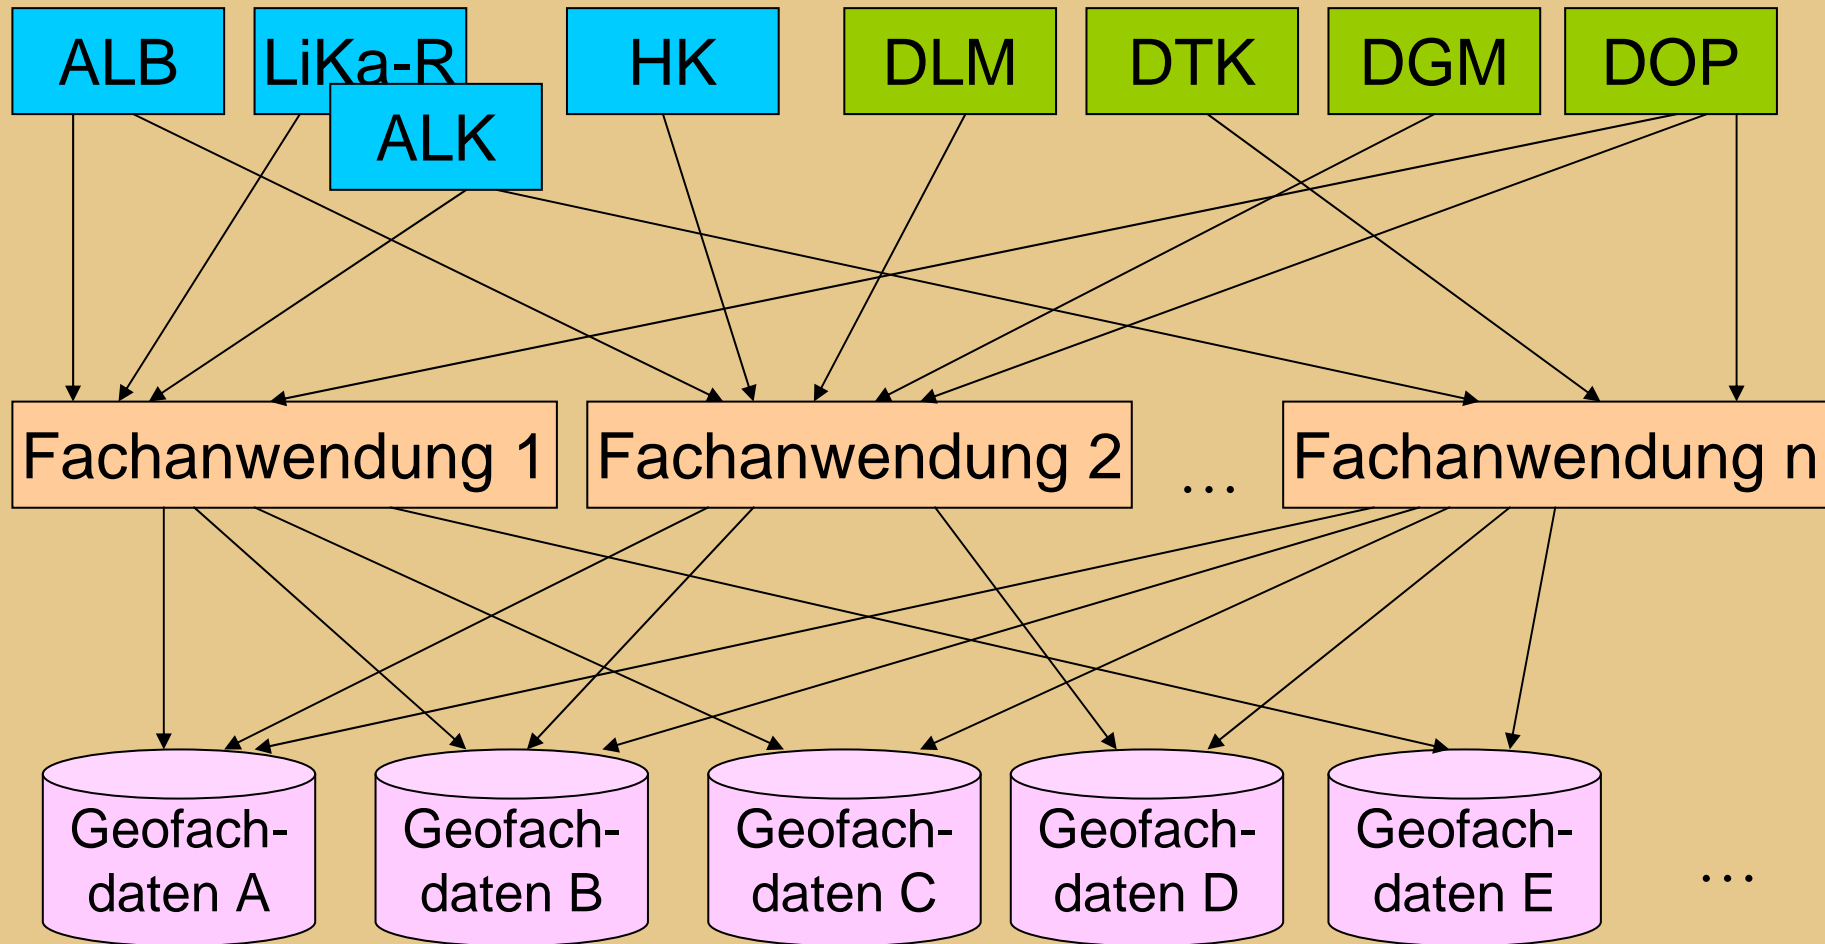 ALB
LiKa-R
ALK
HK
DLM
DTK
DGM
DOP
Fachanwendung 1
Fachanwendung 2
...
Fachanwendung n
Geofach-
daten A
Geofach-
daten B
Geofach-
daten C
Geofach-
daten D
Geofach-
daten E
...